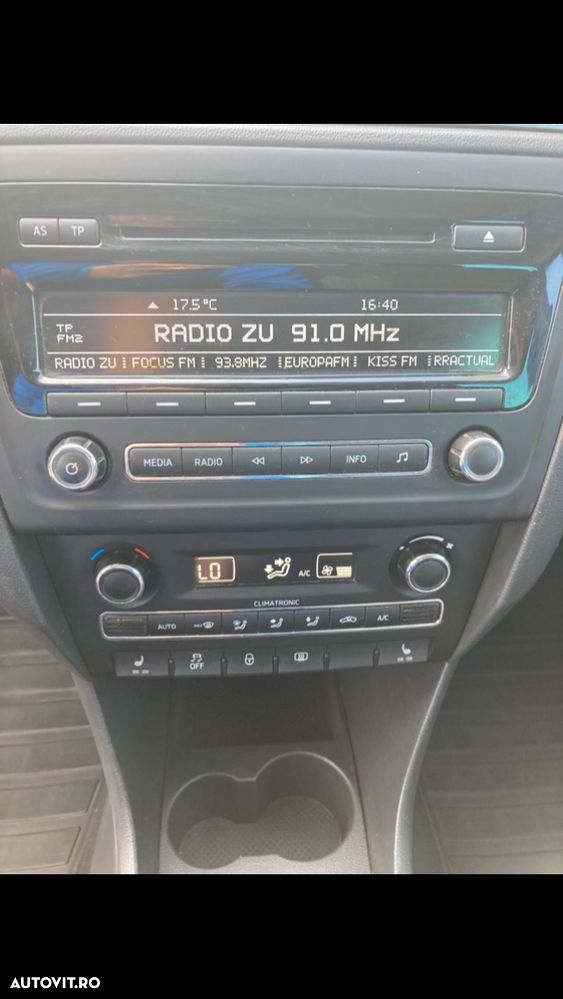 AS TP
17.5°C 16:40
TP
FM2
RADIO ZU 91.0 MHz
RADIO ZU FOCUS FM 93.8MHZ EUROPAFM KISS FM RRACTUAL
MEDIA RADIO INFO
LO A/C
CLIMATRONIC
AUTO MAX A/C
OFF
AUTOVIT.RO